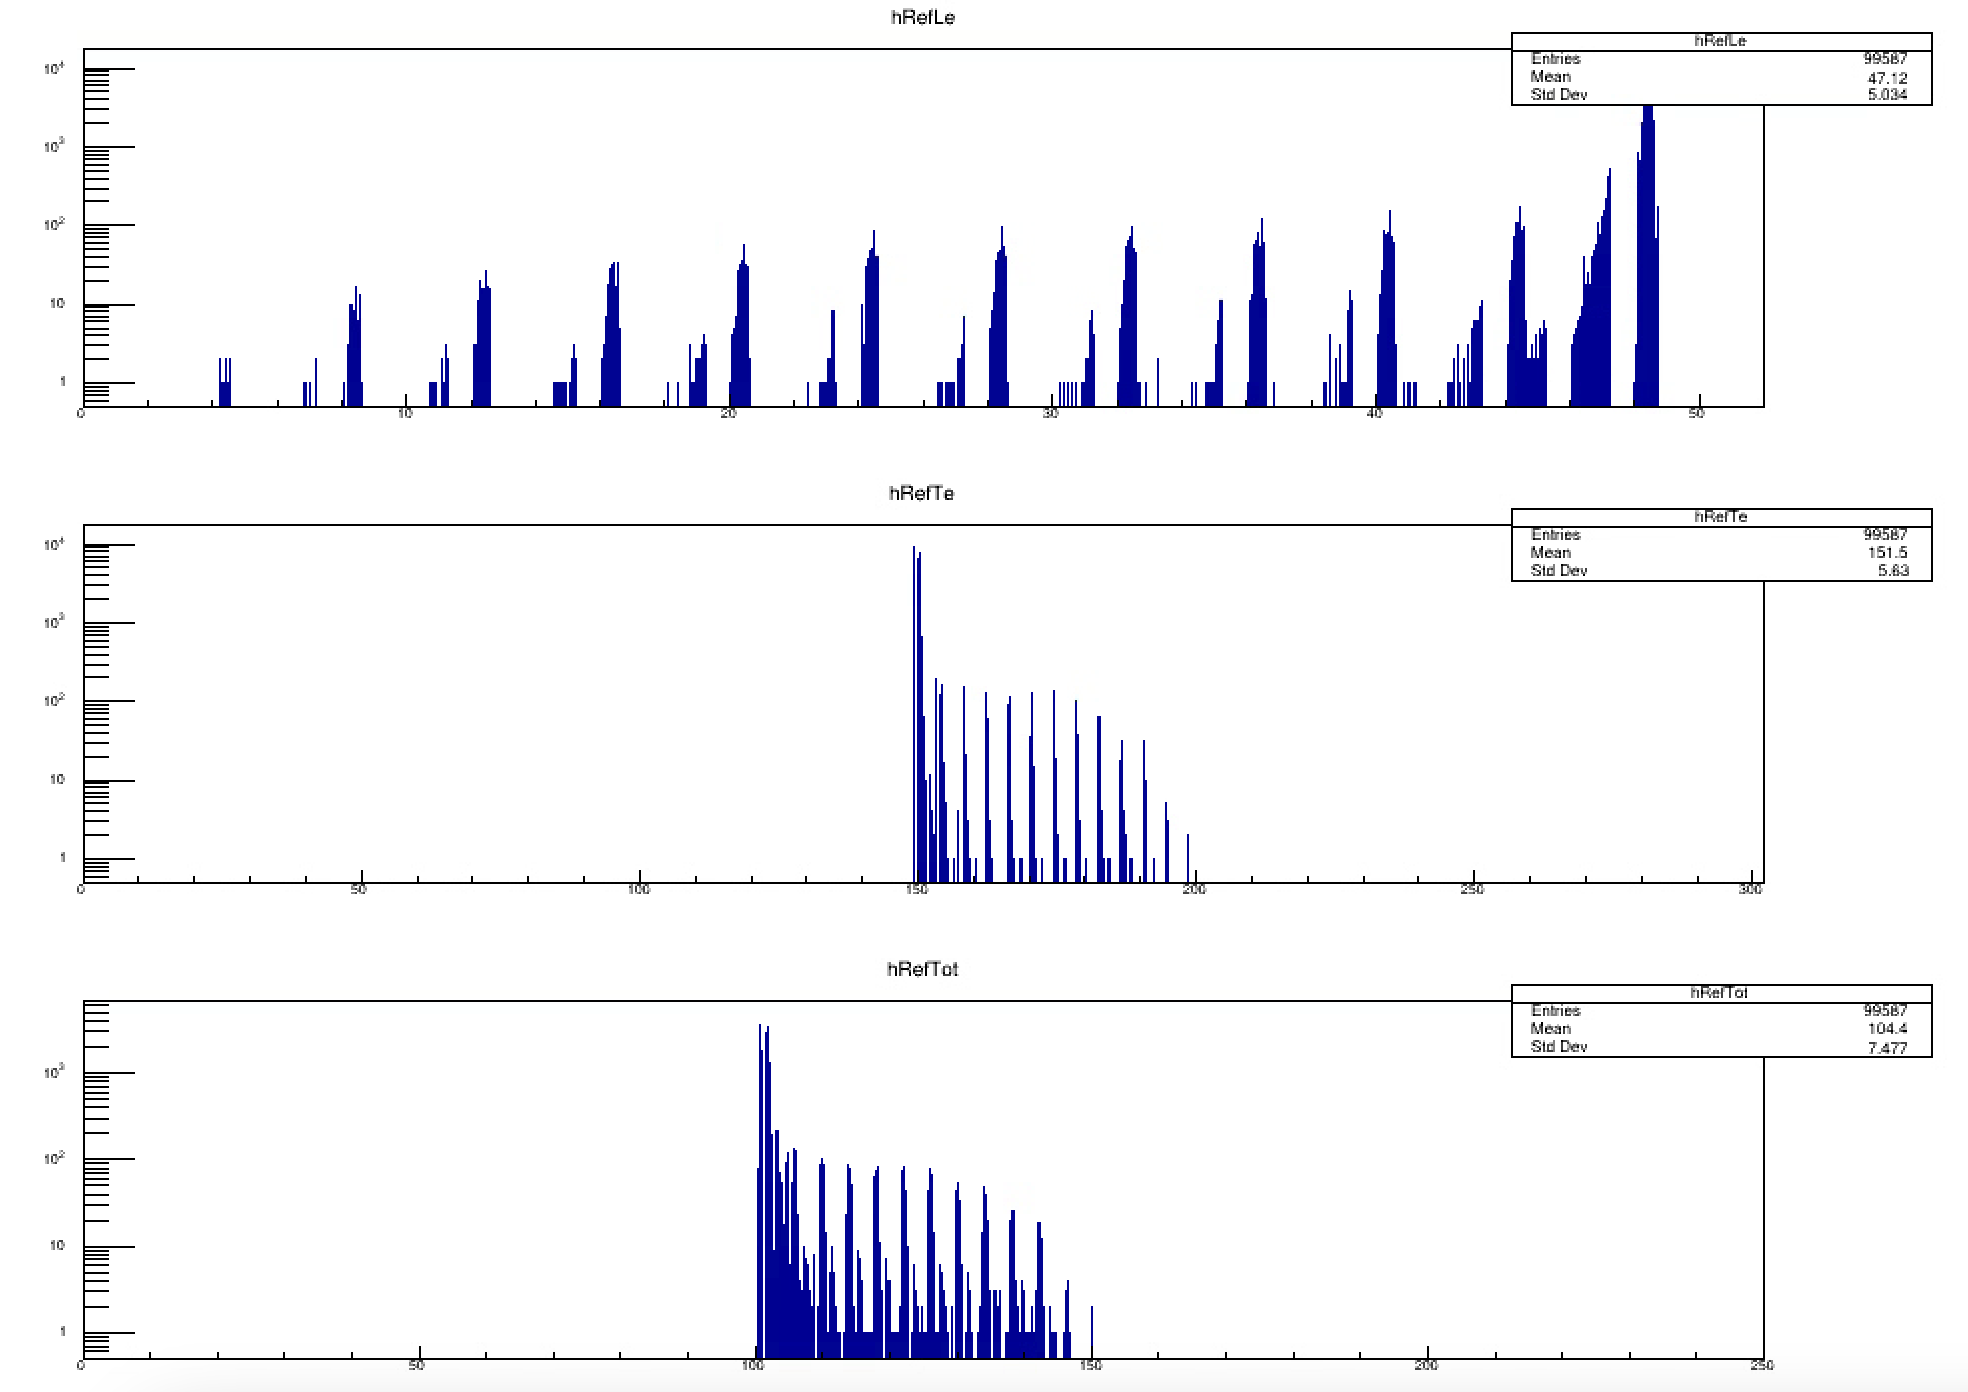 hRefLe
hRefLe
Entries 99587
Mean 47.12
Std Dev 5.034
10⁴
10³
10²
10
1
0 10 20 30 40 50
hRefTe
hRefTe
Entries 99587
Mean 151.5
Std Dev 5.63
10⁴
10³
10²
10
1
0 50 100 150 200 250 300
hRefTot
hRefTot
Entries 99587
Mean 104.4
Std Dev 7.477
10³
10²
10
1
0 50 100 150 200 250